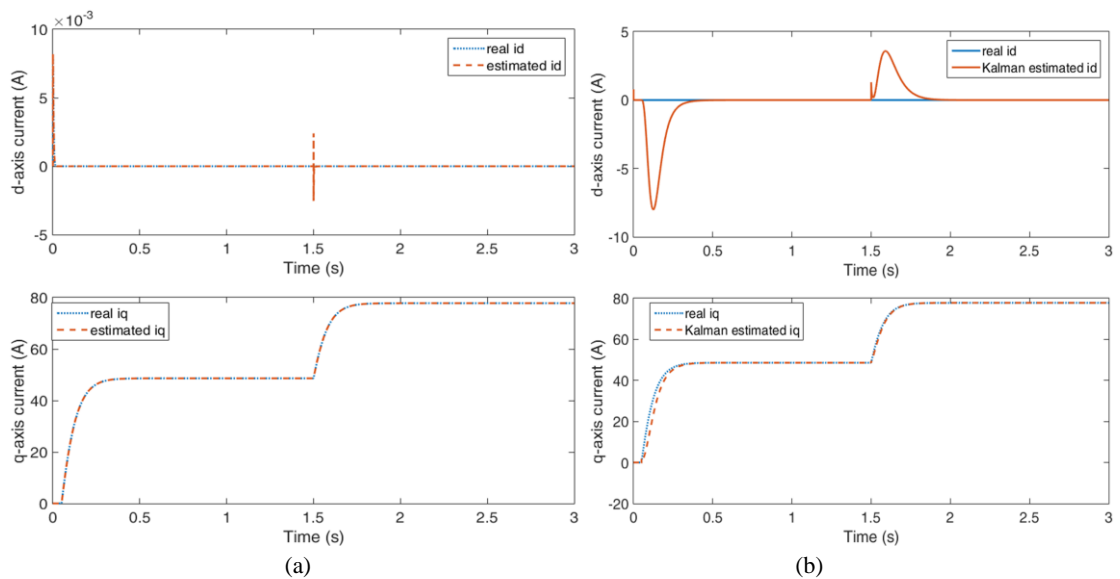 ×10-3
10
5
0
-5
d-axis current (A)
real id
estimated id
0 0.5 1 1.5 2 2.5 3
Time (s)
80
60
40
20
0
q-axis current (A)
real iq
estimated iq
0 0.5 1 1.5 2 2.5 3
Time (s)
(a)
5
0
-5
-10
d-axis current (A)
real id
Kalman estimated id
0 0.5 1 1.5 2 2.5 3
Time (s)
80
60
40
20
0
-20
q-axis current (A)
real iq
Kalman estimated iq
0 0.5 1 1.5 2 2.5 3
Time (s)
(b)